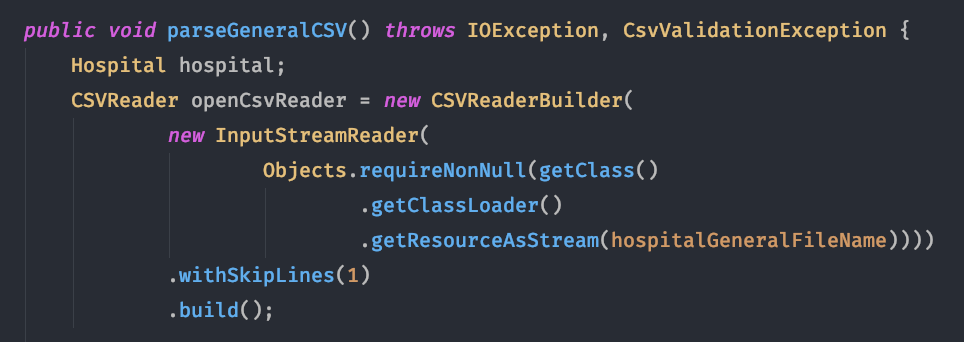 public void parseGeneralCSV() throws IOException, CsvValidationException {
Hospital hospital;
CSVReader openCsvReader = new CSVReaderBuilder(
new InputStreamReader(
Objects.requireNonNull(getClass()
.getClassLoader()
.getResourceAsStream(hospitalGeneralFileName))))
.withSkipLines(1)
.build();